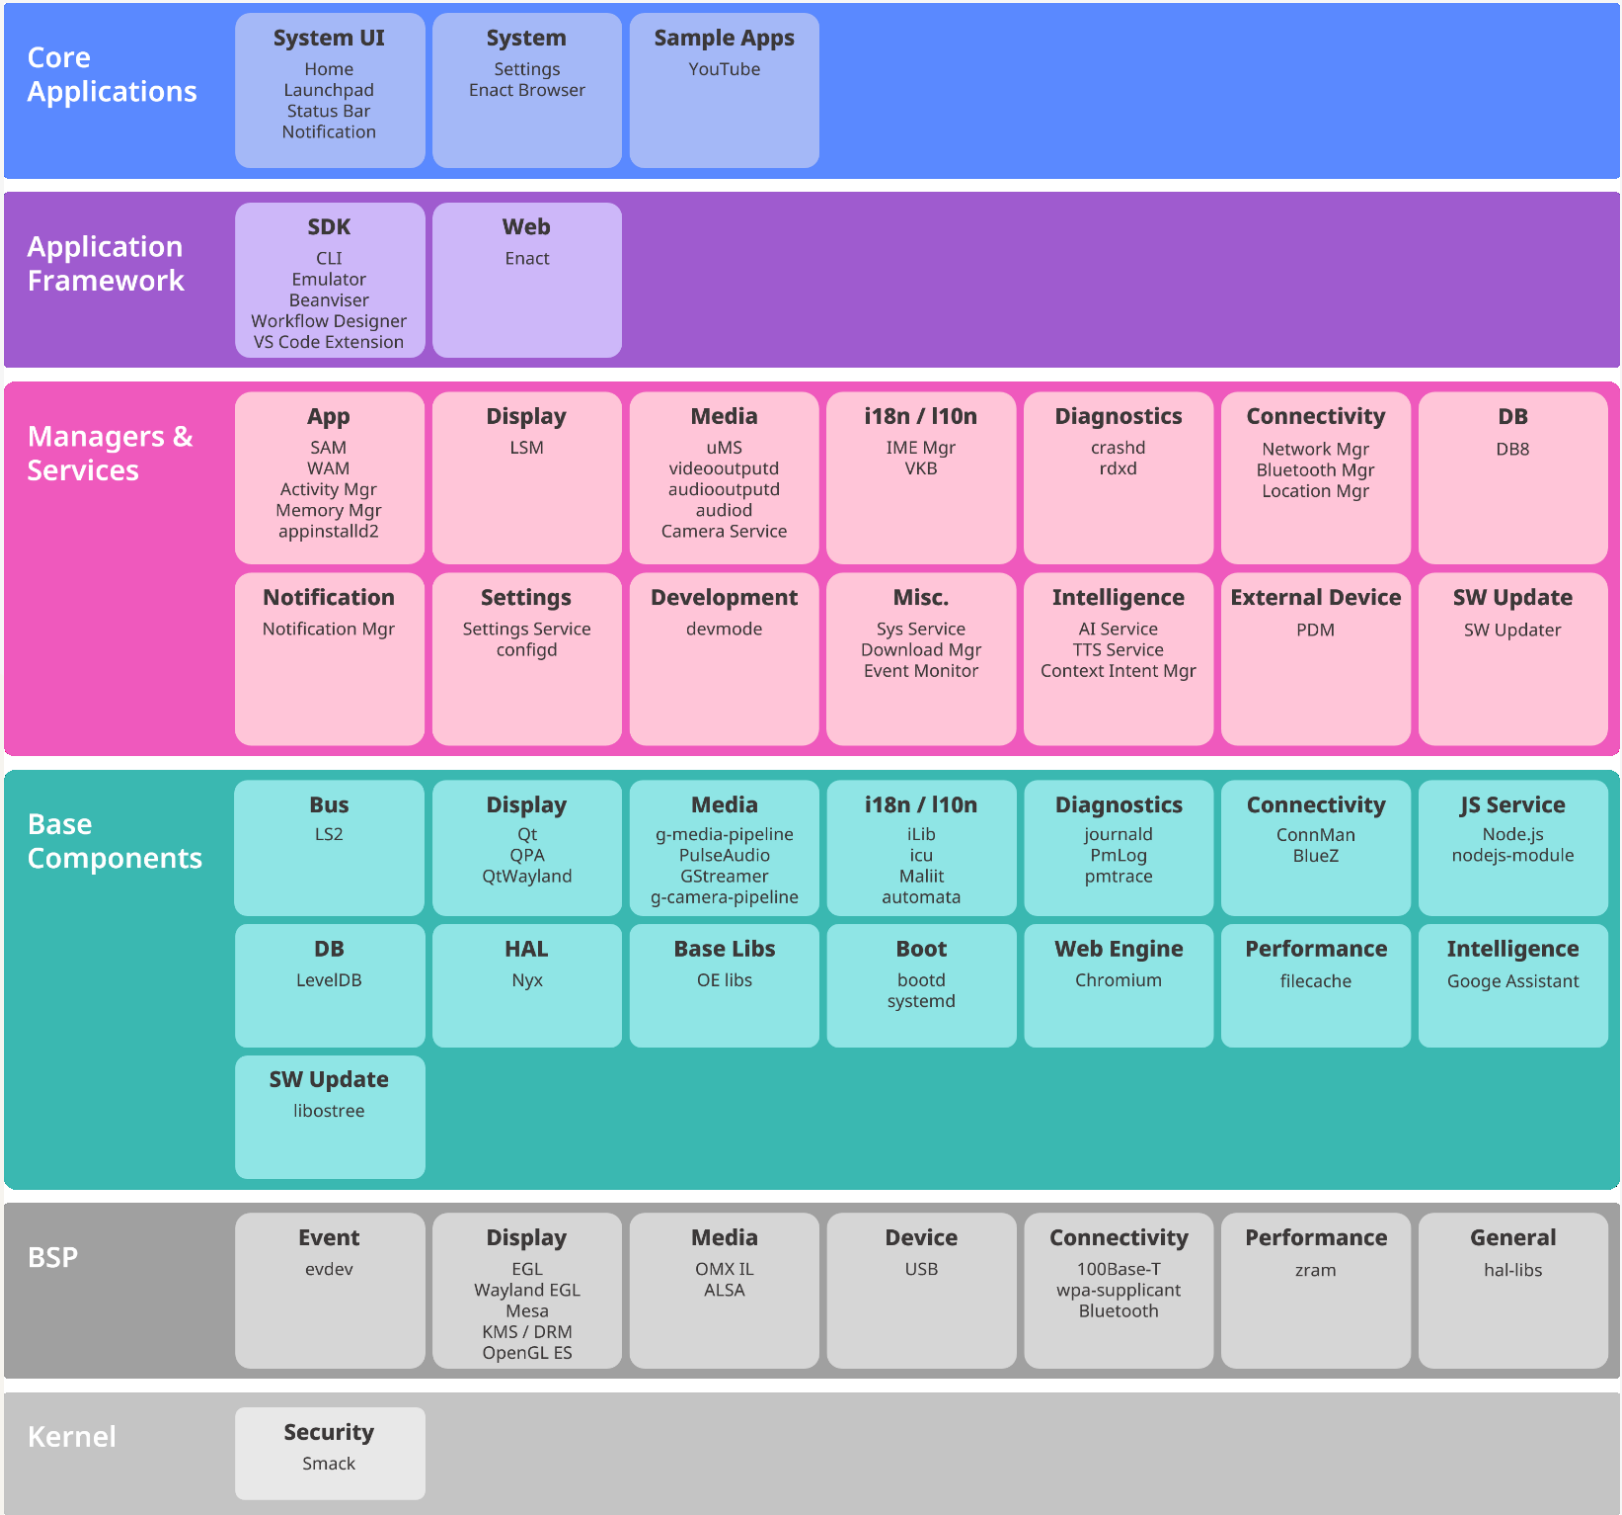 Core
Applications
System UI
Home
Launchpad
Status Bar
Notification
System
Settings
Enact Browser
Sample Apps
YouTube
Application
Framework
SDK
CLI
Emulator
Beanviser
Workflow Designer
VS Code Extension
Web
Enact
Managers &
Services
App
SAM
WAM
Activity Mgr
Memory Mgr
appinstalld2
Display
LSM
Media
uMS
videooutputd
audiooutputd
audiod
Camera Service
i18n / l10n
IME Mgr
VKB
Diagnostics
crashd
rdxd
Connectivity
Network Mgr
Bluetooth Mgr
Location Mgr
DB
DB8
Notification
Notification Mgr
Settings
Settings Service
configd
Development
devmode
Misc.
Sys Service
Download Mgr
Event Monitor
Intelligence
AI Service
TTS Service
Context Intent Mgr
External Device
PDM
SW Update
SW Updater
Base
Components
Bus
LS2
Display
Qt
QPA
QtWayland
Media
g-media-pipeline
PulseAudio
GStreamer
g-camera-pipeline
i18n / l10n
iLib
icu
Maliit
automata
Diagnostics
journald
PmLog
pmtrace
Connectivity
ConnMan
BlueZ
JS Service
Node.js
nodejs-module
DB
LevelDB
HAL
Nyx
Base Libs
OE libs
Boot
bootd
systemd
Web Engine
Chromium
Performance
filecache
Intelligence
Googe Assistant
SW Update
libostree
BSP
Event
evdev
Display
EGL
Wayland EGL
Mesa
KMS / DRM
OpenGL ES
Media
OMX IL
ALSA
Device
USB
Connectivity
100Base-T
wpa-supplicant
Bluetooth
Performance
zram
General
hal-libs
Kernel
Security
Smack